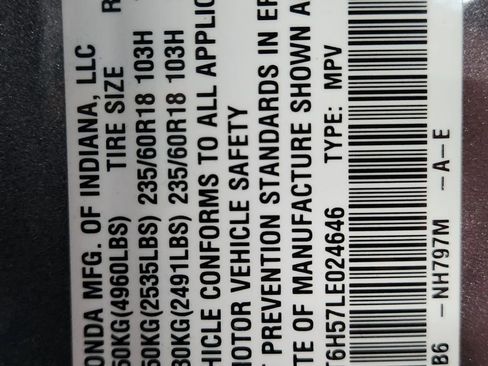 ONDA MFG. OF INDIANA, LLC
TIRE SIZE R
50KG(4960LBS)
50KG(2535LBS) 235/60R18 103H
30KG(2491LBS) 235/60R18 103H
HICLE CONFORMS TO ALL APPLIC
MOTOR VEHICLE SAFETY
T PREVENTION STANDARDS IN EF
TE OF MANUFACTURE SHOWN A
T6H57LE024646 TYPE: MPV
B6 - NH797M - A - E